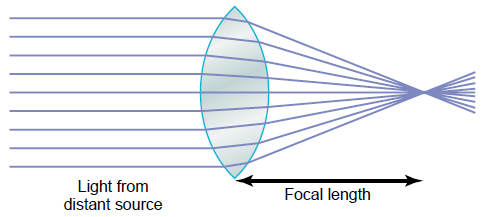 Light from
distant source
Focal length